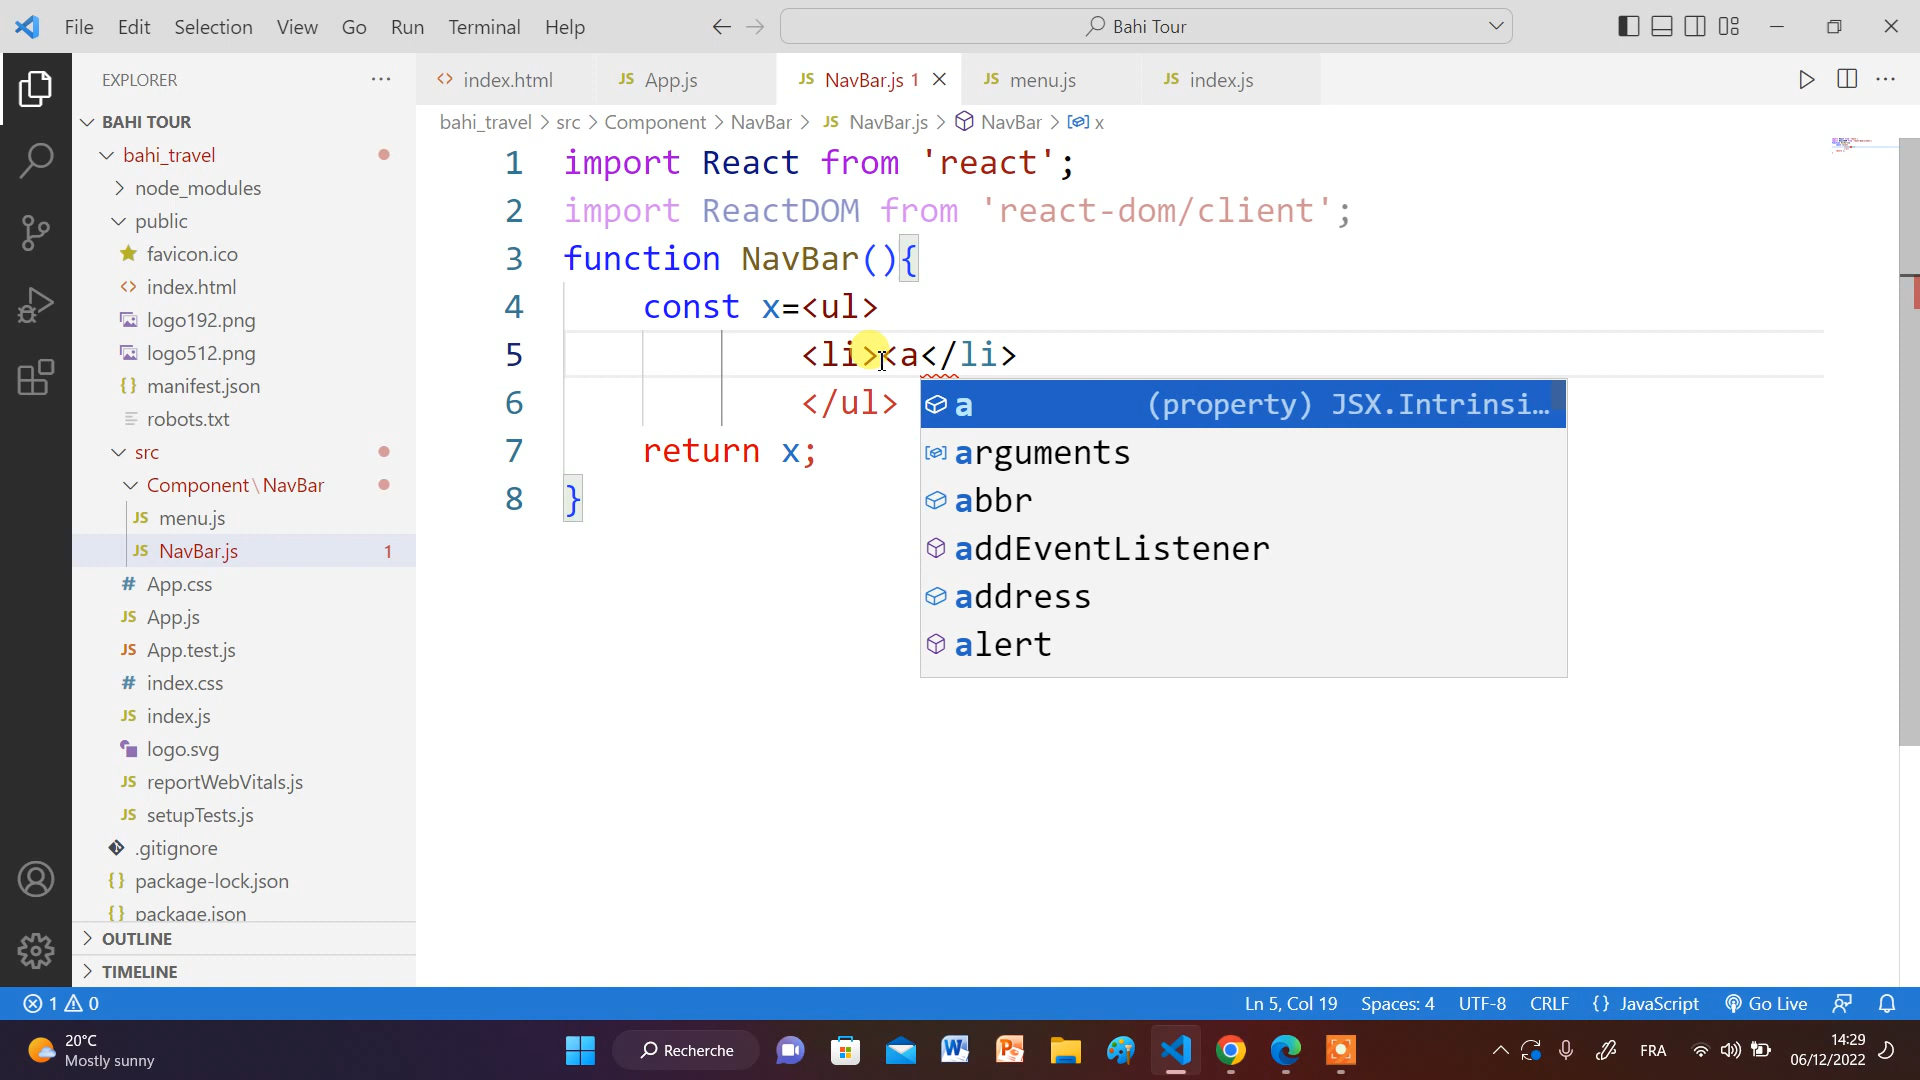 File Edit Selection View Go Run Terminal Help Bahi Tour
EXPLORER
index.html
App.js
NavBar.js 1
menu.js
index.js
BAHI TOUR
bahi_travel > src > Component > NavBar > JS NavBar.js > NavBar > x
bahi_travel
node_modules
public
favicon.ico
index.html
logo192.png
logo512.png
manifest.json
robots.txt
src
Component\NavBar
menu.js
NavBar.js 1
App.css
App.js
App.test.js
index.css
index.js
logo.svg
reportWebVitals.js
setupTests.js
.gitignore
package-lock.json
package.json
OUTLINE
TIMELINE
1 import React from 'react';
2 import ReactDOM from 'react-dom/client';
3 function NavBar(){
4 const x=<ul>
5 <li><a</li>
6 </ul>
7 return x;
8 }
a (property) JSX.Intrinsi...
arguments
abbr
addEventListener
address
alert
1 0 Ln 5, Col 19 Spaces: 4 UTF-8 CRLF {} JavaScript Go Live
20°C
Mostly sunny
Recherche
FRA
14:29
06/12/2022